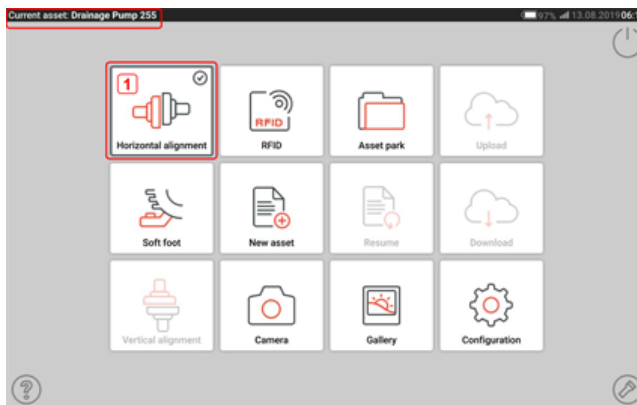 Current asset: Drainage Pump 255
97% 13.08.2019 06:
1
Horizontal alignment
RFID
RFID
Asset park
Upload
Soft foot
New asset
Resume
Download
Vertical alignment
Camera
Gallery
Configuration
?